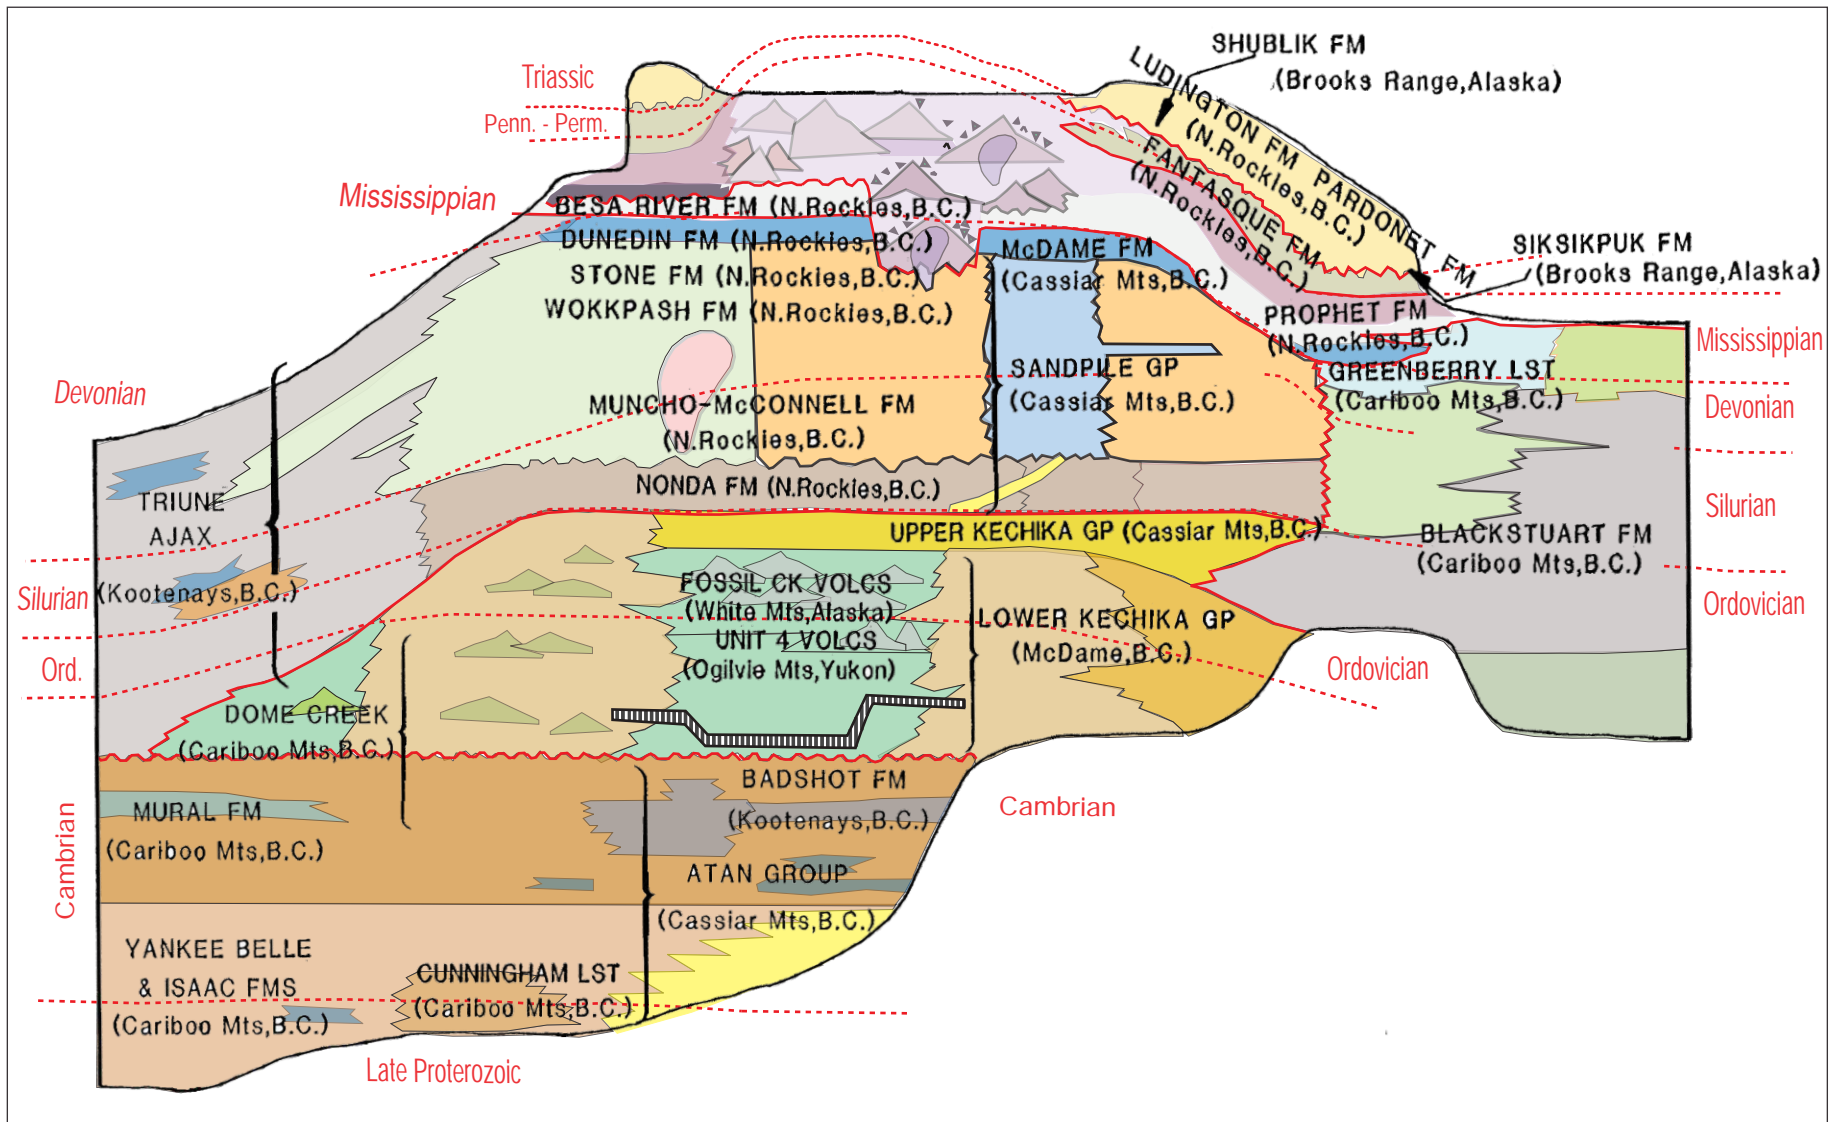 SHUBLIK FM
(Brooks Range,Alaska)
Triassic
Penn. - Perm.
LUDINGTON FM
(N.Rockies,B.C.)
PARDONET FM
FANTASQUE FM
(N.Rockies,B.C.)
SIKSIKPUK FM
(Brooks Range,Alaska)
Mississippian
BESA RIVER FM (N.Rockies,B.C.)
DUNEDIN FM (N.Rockies,B.C.)
STONE FM (N.Rockies,B.C.)
WOKKPASH FM (N.Rockies,B.C.)
McDAME FM
(Cassiar Mts,B.C.)
PROPHET FM
(N.Rockies,B.C.)
Mississippian
SANDPILE GP
(Cassiar Mts,B.C.)
GREENBERRY LST
(Cariboo Mts,B.C.)
Devonian
Devonian
MUNCHO-McCONNELL FM
(N.Rockies,B.C.)
NONDA FM (N.Rockies,B.C.)
TRIUNE
AJAX
(Kootenays,B.C.)
Silurian
UPPER KECHIKA GP (Cassiar Mts,B.C.)
BLACKSTUART FM
(Cariboo Mts,B.C.)
Silurian
Ordovician
FOSSIL CK VOLCS
(White Mts,Alaska)
UNIT 4 VOLCS
(Ogilvie Mts,Yukon)
LOWER KECHIKA GP
(McDame,B.C.)
Ordovician
Ord.
DOME CREEK
(Cariboo Mts,B.C.)
BADSHOT FM
(Kootenays,B.C.)
Cambrian
MURAL FM
(Cariboo Mts,B.C.)
Cambrian
ATAN GROUP
(Cassiar Mts,B.C.)
YANKEE BELLE
& ISAAC FMS
(Cariboo Mts,B.C.)
CUNNINGHAM LST
(Cariboo Mts,B.C.)
Late Proterozoic